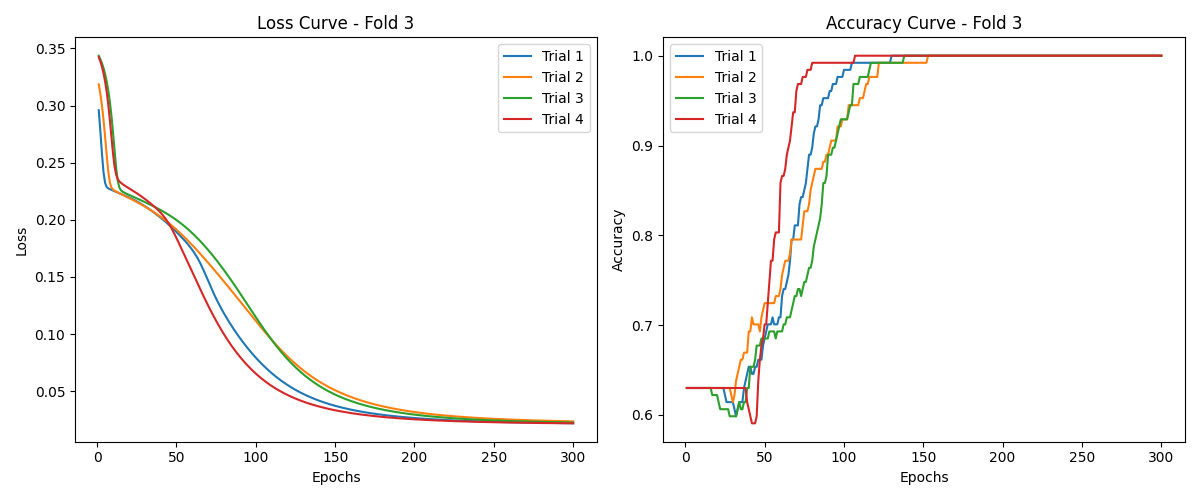 Loss Curve - Fold 3
0.35
0.30
0.25
0.20
0.15
0.10
0.05
Loss
0
50
100
150
200
250
300
Epochs
Trial 1
Trial 2
Trial 3
Trial 4
Accuracy Curve - Fold 3
1.0
0.9
0.8
0.7
0.6
Accuracy
0
50
100
150
200
250
300
Epochs
Trial 1
Trial 2
Trial 3
Trial 4